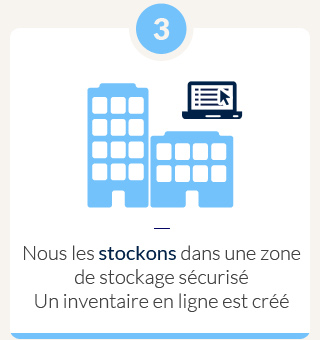 3
Nous les stockons dans une zone
de stockage sécurisé
Un inventaire en ligne est créé